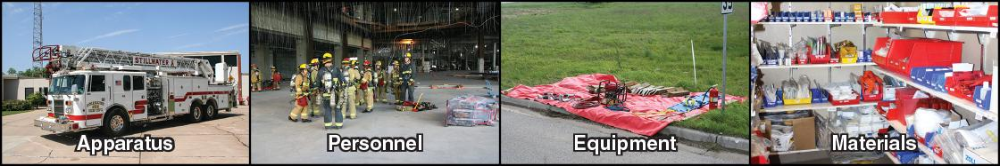 STILLWATER
Apparatus
Personnel
Equipment
Materials